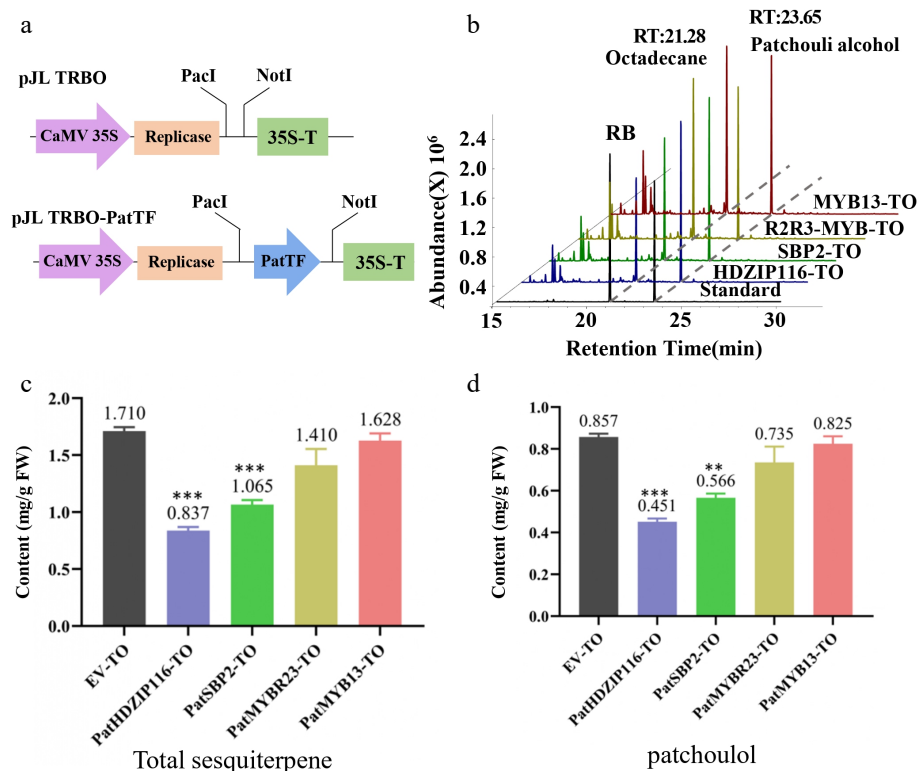 a
pJL TRBO
PacI
NotI
CaMV 35S
Replicase
35S-T
pJL TRBO-PatTF
PacI
NotI
CaMV 35S
Replicase
PatTF
35S-T
b
RT:23.65
RT:21.28
Patchouli alcohol
Octadecane
RB
Abundance(X) 10⁶
2.4
2.0
1.6
1.2
0.8
0.4
MYB13-TO
R2R3-MYB-TO
SBP2-TO
HDZIP116-TO
Standard
15
20
25
30
Retention Time(min)
c
Content (mg/g FW)
2.0
1.5
1.0
0.5
0.0
1.710
***
0.837
***
1.065
1.410
1.628
EV-TO
PatHDZIP116-TO
PatSBP2-TO
PatMYBR23-TO
PatMYB13-TO
Total sesquiterpene
d
Content (mg/g FW)
1.0
0.8
0.6
0.4
0.2
0.0
0.857
***
0.451
**
0.566
0.735
0.825
EV-TO
PatHDZIP116-TO
PatSBP2-TO
PatMYBR23-TO
PatMYB13-TO
patchoulol